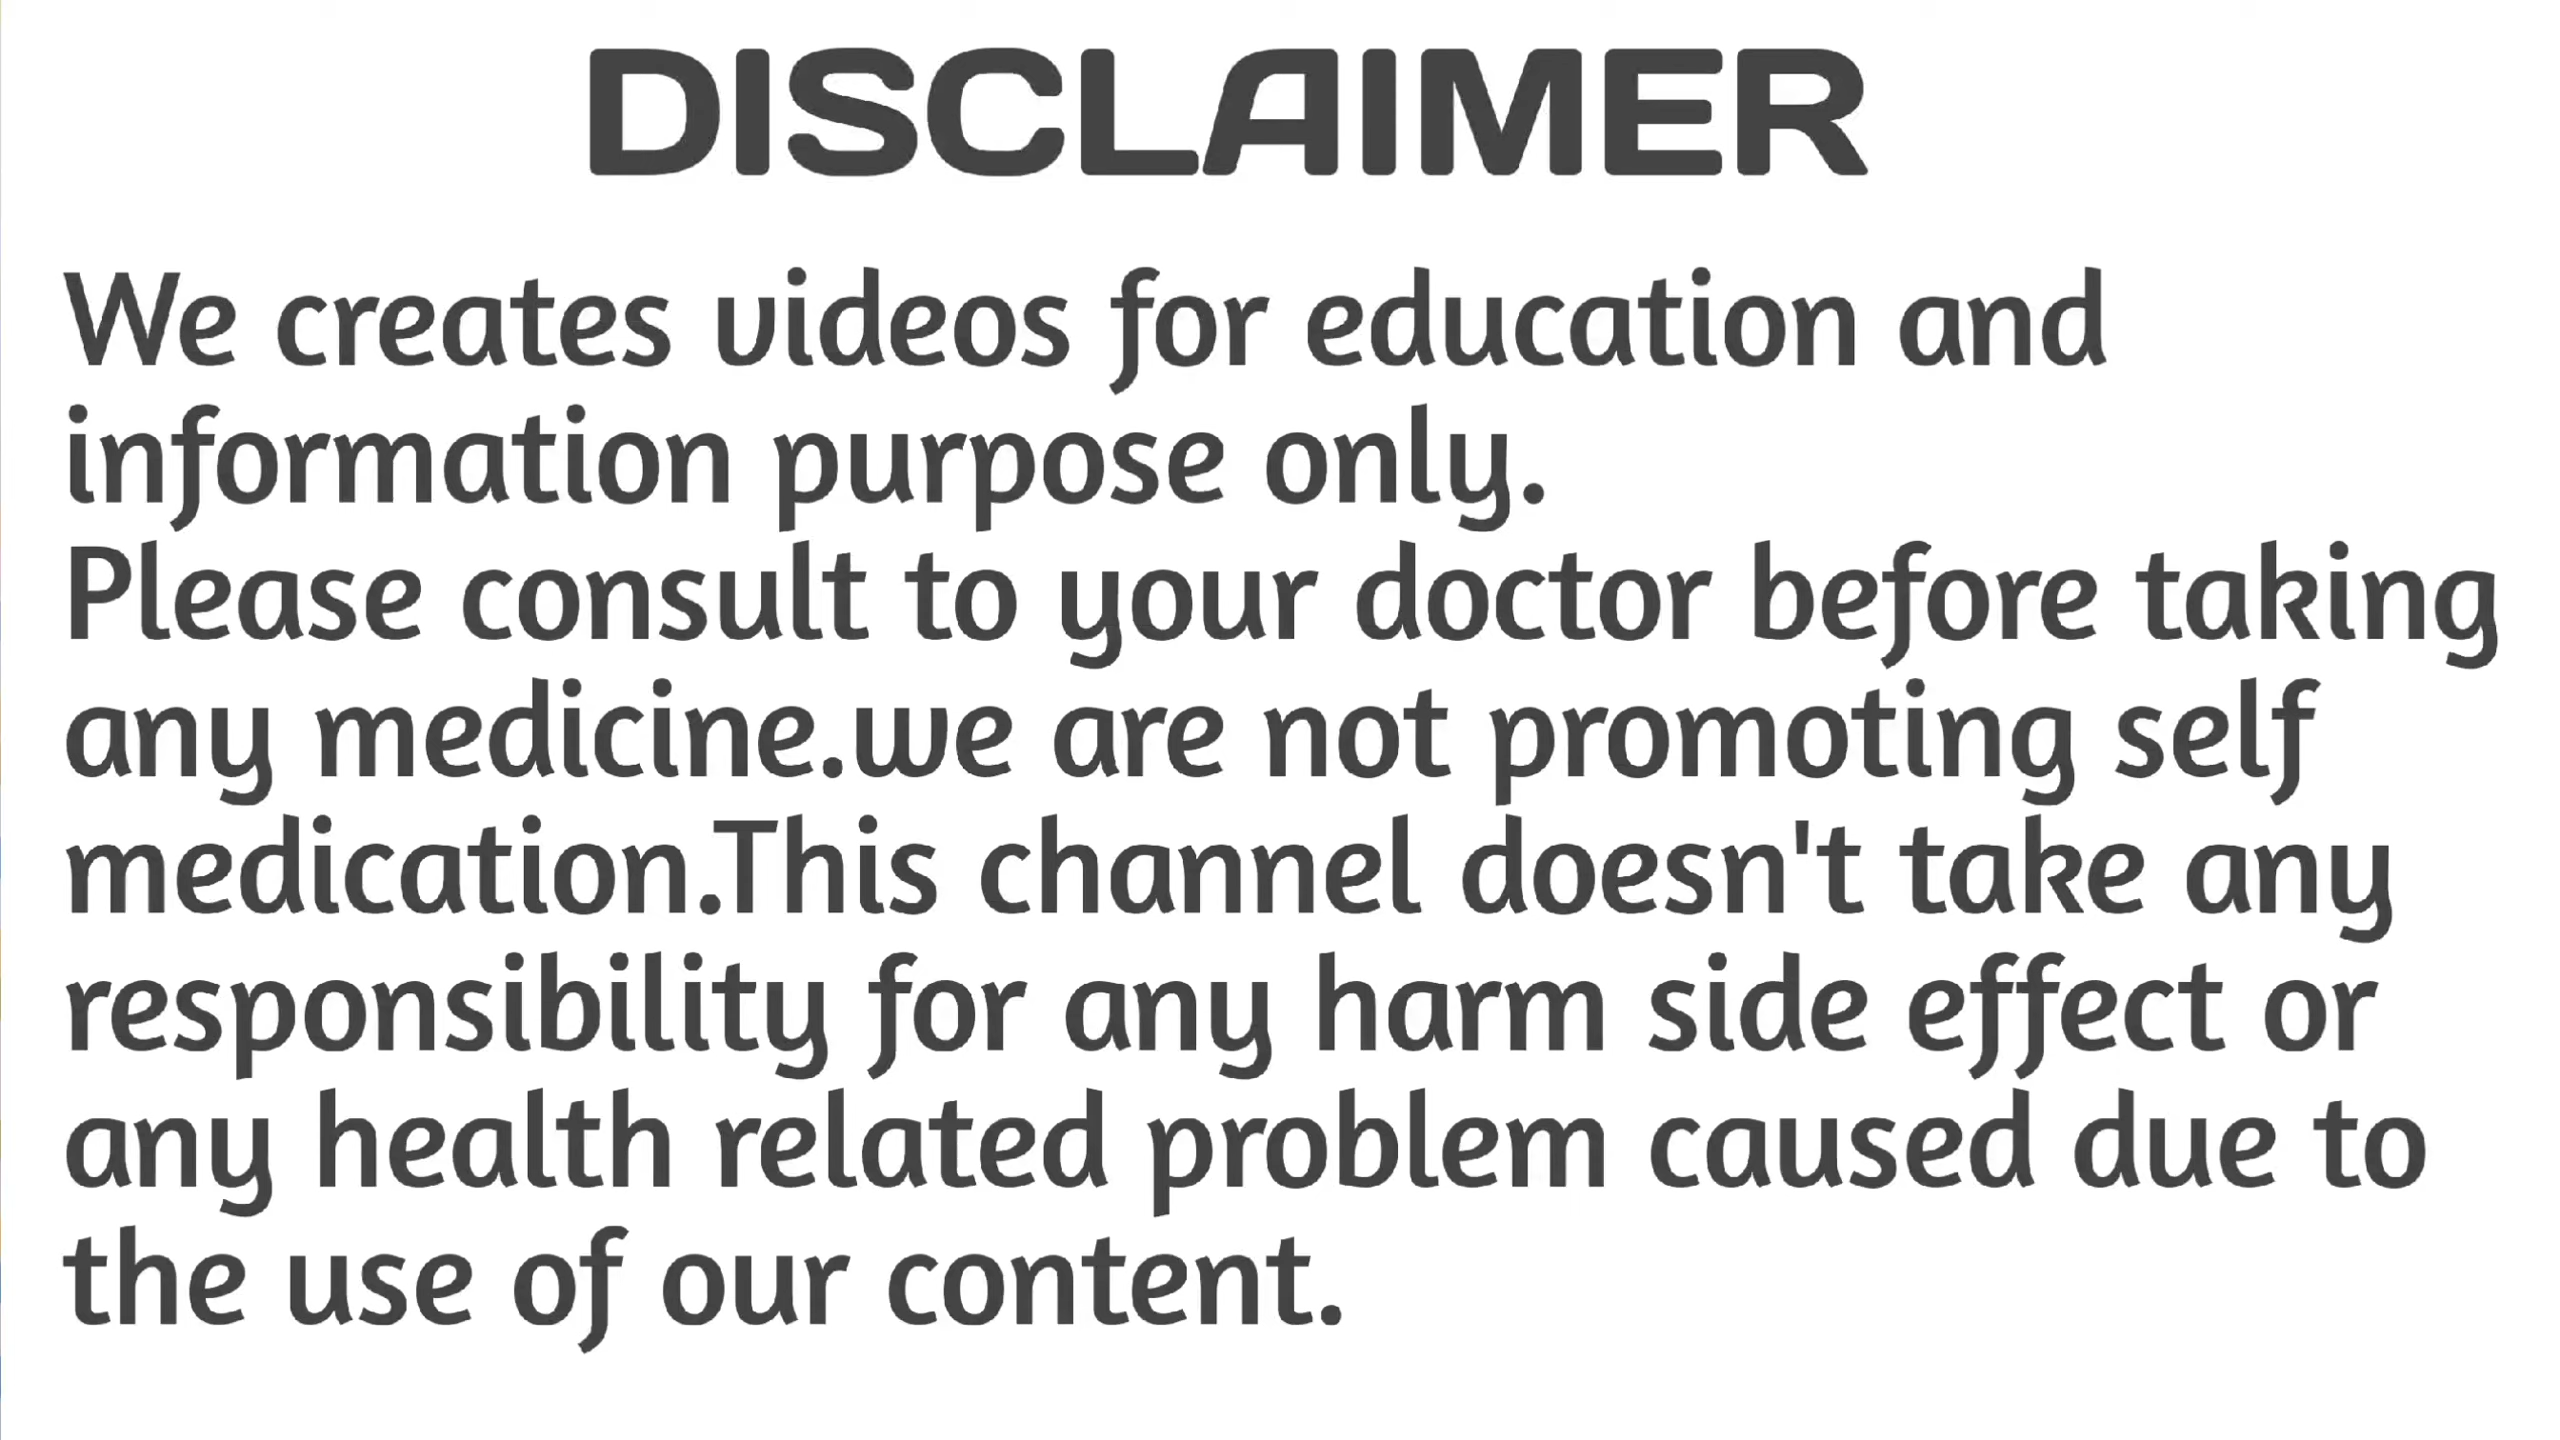 DISCLAIMER
We creates videos for education and
information purpose only.
Please consult to your doctor before taking
any medicine.we are not promoting self
medication.This channel doesn't take any
responsibility for any harm side effect or
any health related problem caused due to
the use of our content.